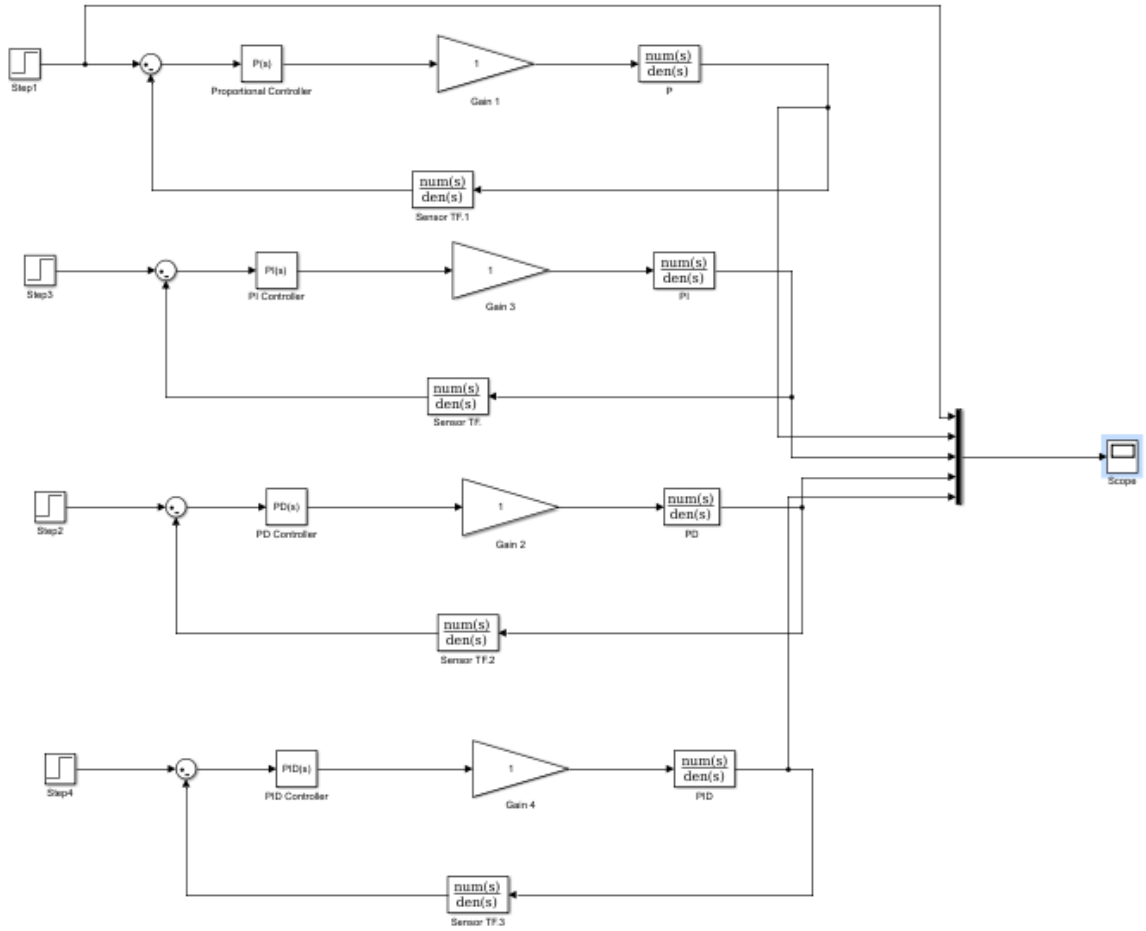 Step1
P(s)
Proportional Controller
1
Gain 1
num(s)
den(s)
P
num(s)
den(s)
Sensor TF.1
Step3
PI(s)
PI Controller
1
Gain 3
num(s)
den(s)
PI
num(s)
den(s)
Sensor TF.
Scope
Step2
PD(s)
PD Controller
1
Gain 2
num(s)
den(s)
PD
num(s)
den(s)
Sensor TF.2
Step4
PID(s)
PID Controller
1
Gain 4
num(s)
den(s)
PID
num(s)
den(s)
Sensor TF.3